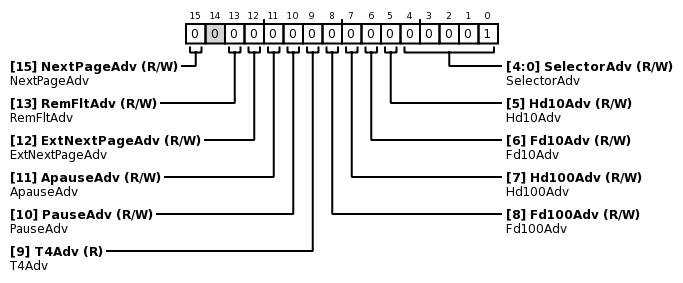 15 14 13 12 11 10 9 8 7 6 5 4 3 2 1 0
0 0 0 0 0 0 0 0 0 0 0 0 0 0 0 1
[15] NextPageAdv (R/W)
NextPageAdv
[13] RemFltAdv (R/W)
RemFltAdv
[12] ExtNextPageAdv (R/W)
ExtNextPageAdv
[11] ApauseAdv (R/W)
ApauseAdv
[10] PauseAdv (R/W)
PauseAdv
[9] T4Adv (R)
T4Adv
[4:0] SelectorAdv (R/W)
SelectorAdv
[5] Hd10Adv (R/W)
Hd10Adv
[6] Fd10Adv (R/W)
Fd10Adv
[7] Hd100Adv (R/W)
Hd100Adv
[8] Fd100Adv (R/W)
Fd100Adv